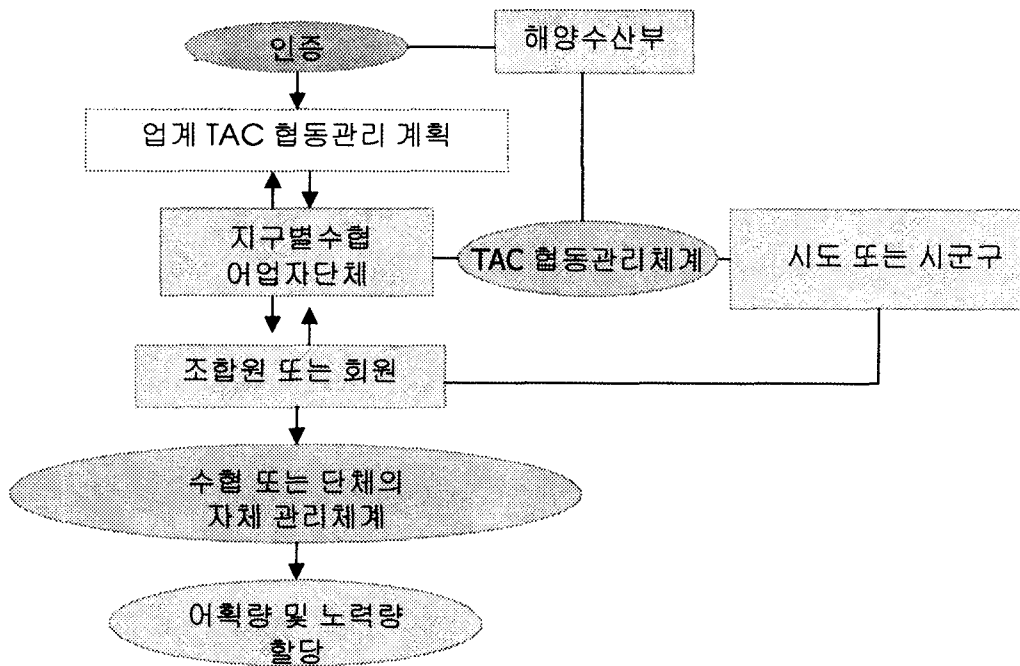 인증
해양수산부
업계 TAC 협동관리 계획
지구별수협
어업자단체
TAC 협동관리체계
시도 또는 시군구
조합원 또는 회원
수협 또는 단체의
자체 관리체계
어획량 및 노력량
할당